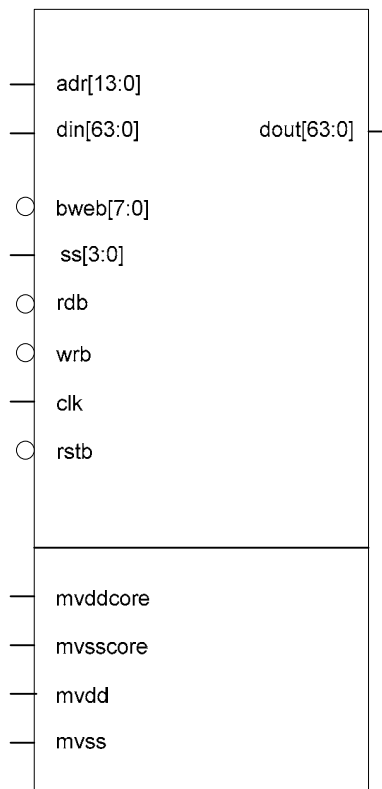 adr[13:0]
din[63:0] dout[63:0]
bweb[7:0]
ss[3:0]
rdb
wrb
clk
rstb
mvddcore
mvsscore
mvdd
mvss